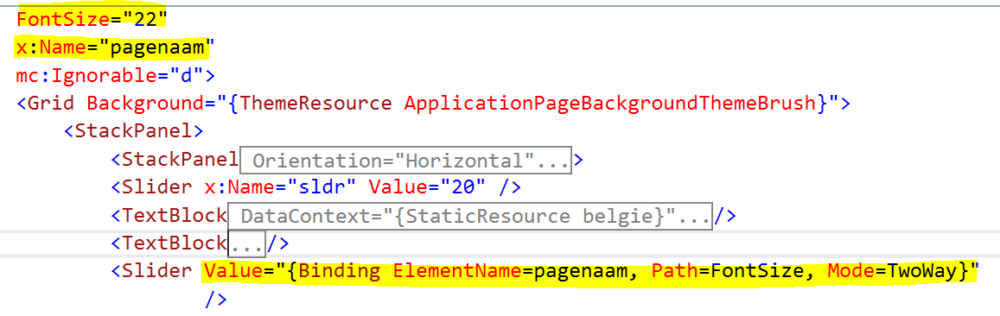 FontSize="22"
x:Name="pagenaam"
mc:Ignorable="d">
<Grid Background="{ThemeResource ApplicationPageBackgroundThemeBrush}">
<StackPanel>
<StackPanel Orientation="Horizontal"...>
<Slider x:Name="sldr" Value="20" />
<TextBlock DataContext="{StaticResource belgie}".../>
<TextBlock.../>
<Slider Value="{Binding ElementName=pagenaam, Path=FontSize, Mode=TwoWay}"
/>